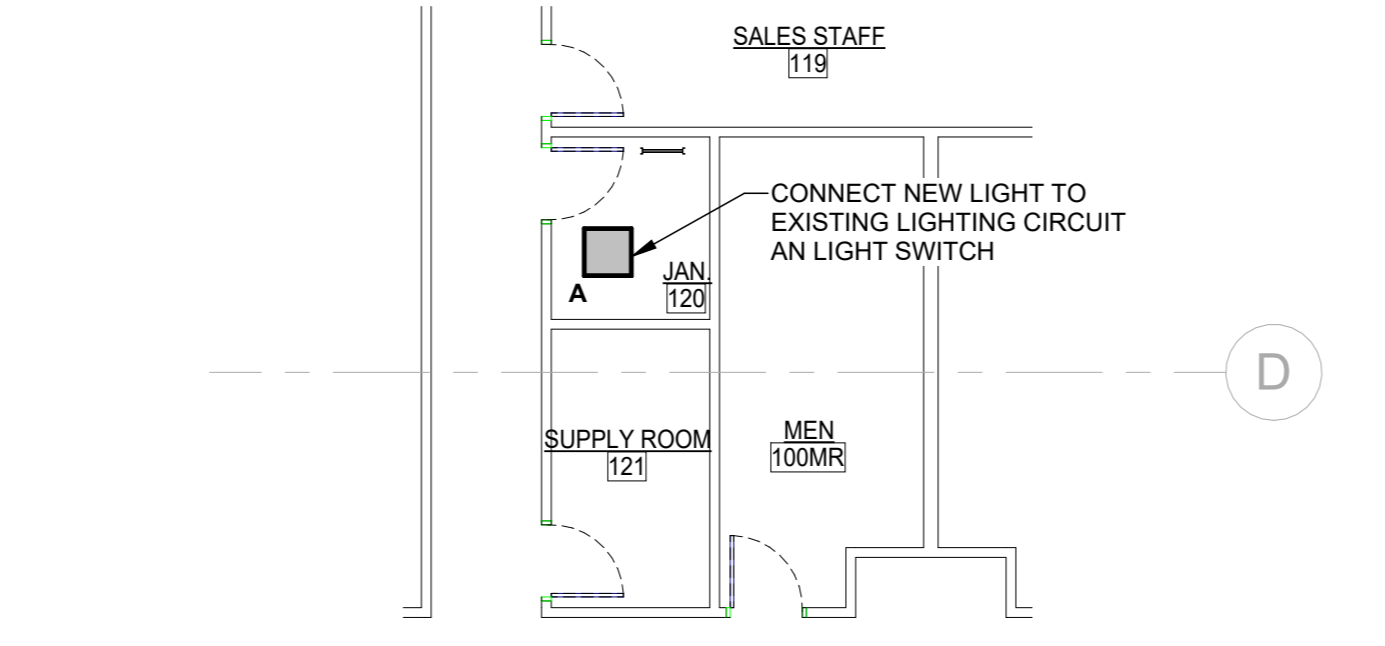 SALES STAFF
119
CONNECT NEW LIGHT TO
EXISTING LIGHTING CIRCUIT
AN LIGHT SWITCH
JAN.
120
A
D
SUPPLY ROOM
121
MEN
100MR